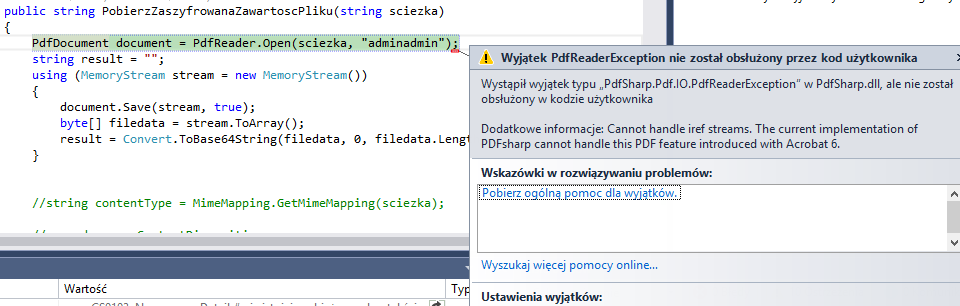 public string PobierzZaszyfrowanaZawartoscPliku(string sciezka)
{
PdfDocument document = PdfReader.Open(sciezka, "adminadmin");
string result = "";
using (MemoryStream stream = new MemoryStream())
{
document.Save(stream, true);
byte[] filedata = stream.ToArray();
result = Convert.ToBase64String(filedata, 0, filedata.Lengt
}
//string contentType = MimeMapping.GetMimeMapping(sciezka);
Wartość
Typ
Wyjątek PdfReaderException nie został obsłużony przez kod użytkownika
Wystąpił wyjątek typu „PdfSharp.Pdf.IO.PdfReaderException” w PdfSharp.dll, ale nie został
obsłużony w kodzie użytkownika
Dodatkowe informacje: Cannot handle iref streams. The current implementation of
PDFsharp cannot handle this PDF feature introduced with Acrobat 6.
Wskazówki w rozwiązywaniu problemów:
Pobierz ogólną pomoc dla wyjątków.
Wyszukaj więcej pomocy online...
Ustawienia wyjątków: